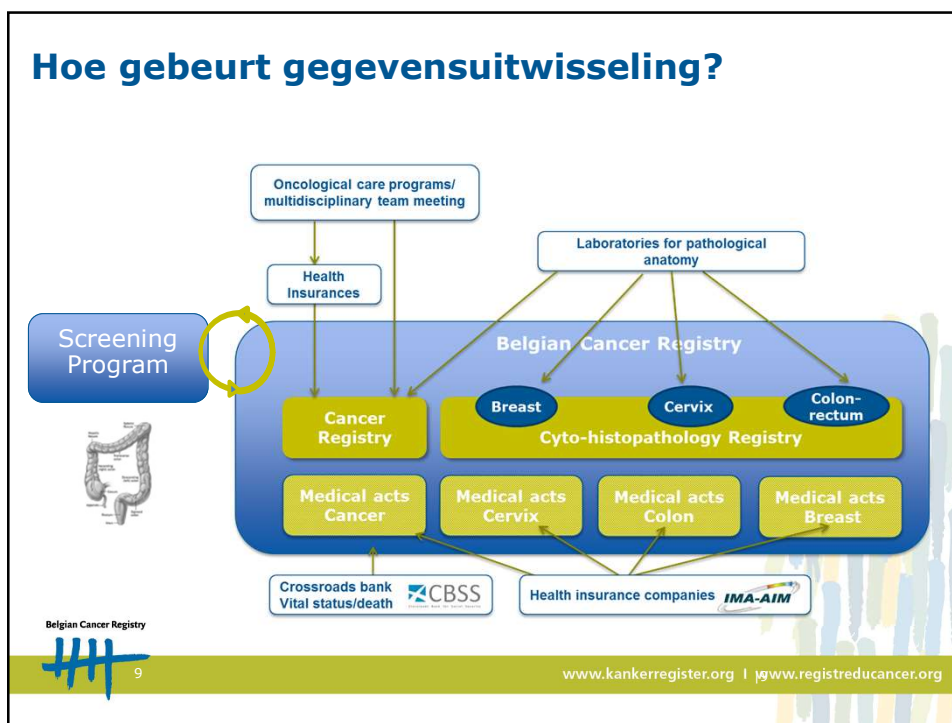 Hoe gebeurt gegevensuitwisseling?
Oncological care programs/
multidisciplinary team meeting
Laboratories for pathological
anatomy
Health
Insurances
Screening
Program
Belgian Cancer Registry
Breast
Cervix
Colon-
rectum
Cancer
Registry
Cyto-histopathology Registry
Medical acts
Cancer
Medical acts
Cervix
Medical acts
Colon
Medical acts
Breast
Crossroads bank
Vital status/death
CBSS
Health insurance companies
IMA-AIM
Belgian Cancer Registry
9
www.kankerregister.org I www.registreducancer.org